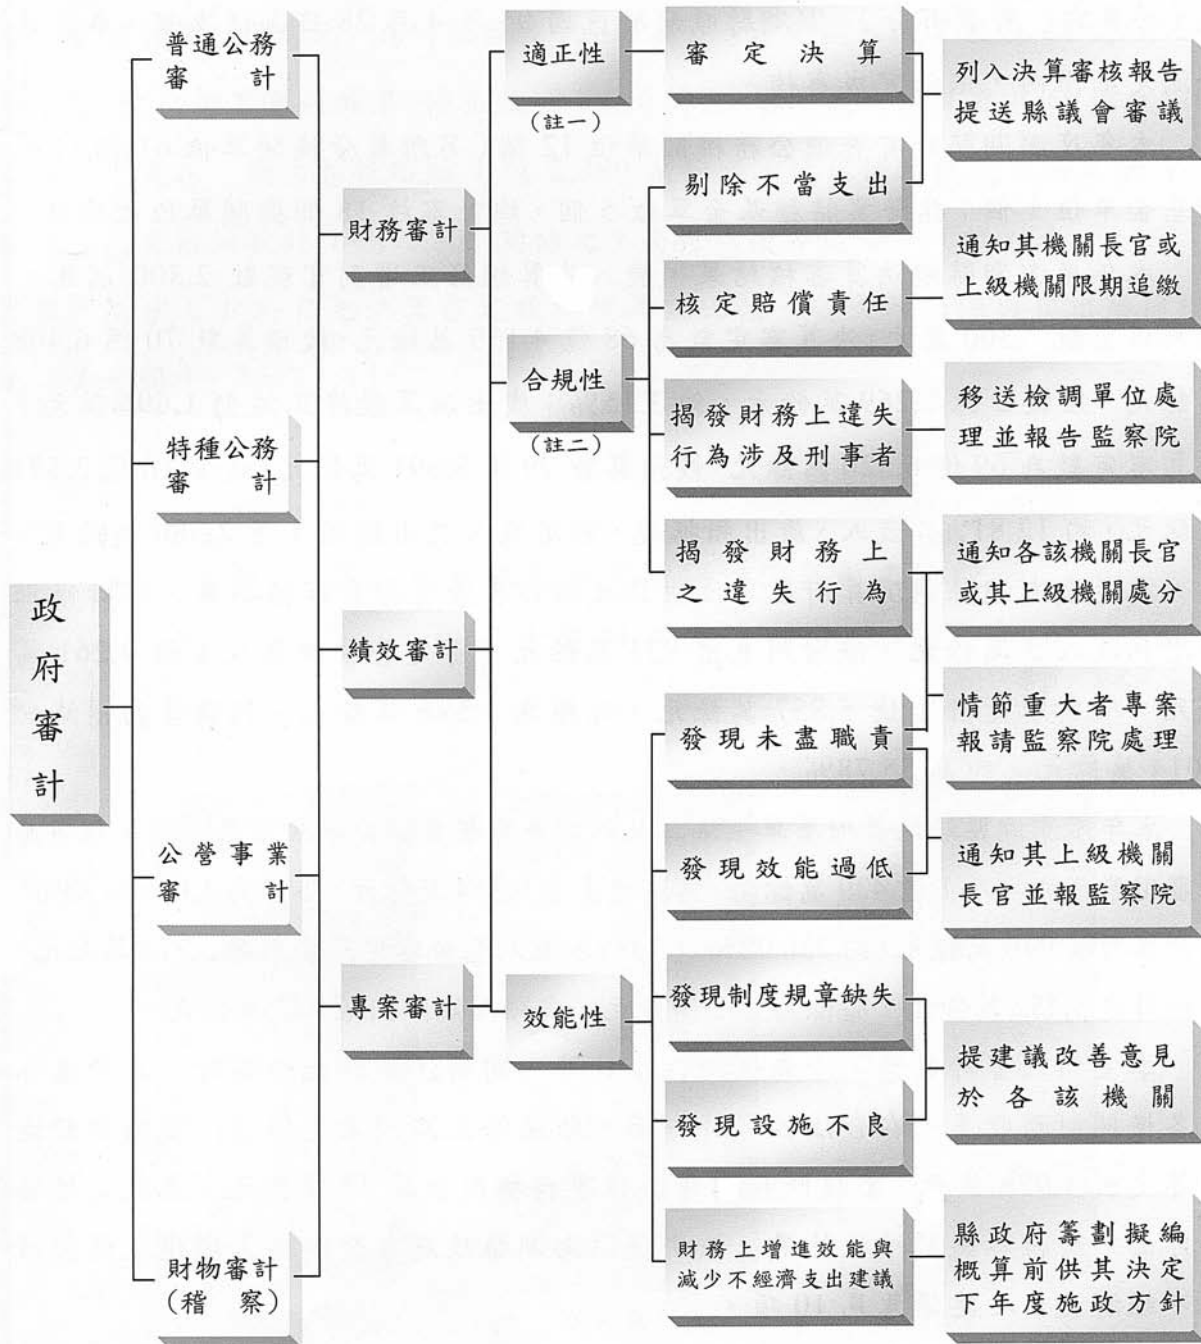 政
府
審
計
普通公務
審計
特種公務
審計
公營事業
審計
財物審計
(稽察)
財務審計
績效審計
專案審計
適正性
(註一)
合規性
(註二)
效能性
審定決算
剔除不當支出
核定賠償責任
揭發財務上違失
行為涉及刑事者
揭發財務上
之違失行為
發現未盡職責
發現效能過低
發現制度規章缺失
發現設施不良
財務上增進效能與
減少不經濟支出建議
列入決算審核報告
提送縣議會審議
通知其機關長官或
上級機關限期追繳
移送檢調單位處
理並報告監察院
通知各該機關長官
或其上級機關處分
情節重大者專案
報請監察院處理
通知其上級機關
長官並報監察院
提建議改善意見
於各該機關
縣政府籌劃擬編
概算前供其決定
下年度施政方針